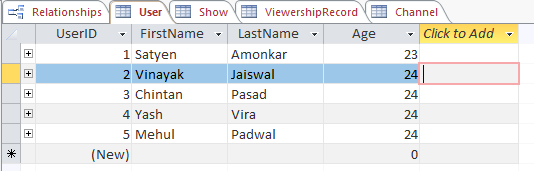 Relationships User Show ViewershipRecord Channel
UserID FirstName LastName Age Click to Add
1 Satyen Amonkar 23
2 Vinayak Jaiswal 24
3 Chintan Pasad 24
4 Yash Vira 24
5 Mehul Padwal 24
(New) 0